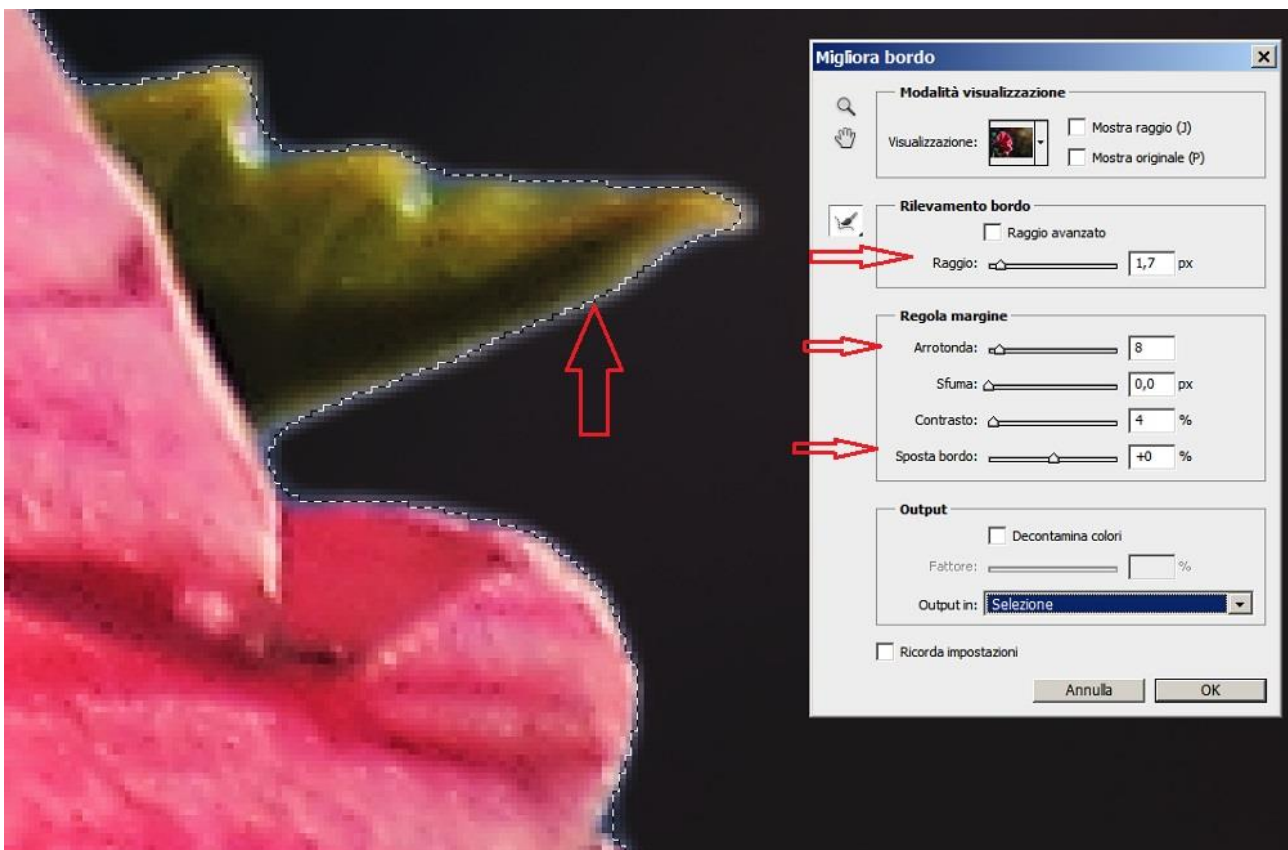 Migliora bordo
Modalità visualizzazione
Visualizzazione:
Mostra raggio (J)
Mostra originale (P)
Rilevamento bordo
Raggio avanzato
Raggio: 1,7 px
Regola margine
Arrotonda: 8
Sfuma: 0,0 px
Contrasto: 4 %
Sposta bordo: +0 %
Output
Decontamina colori
Fattore: %
Output in: Selezione
Ricorda impostazioni
Annulla OK